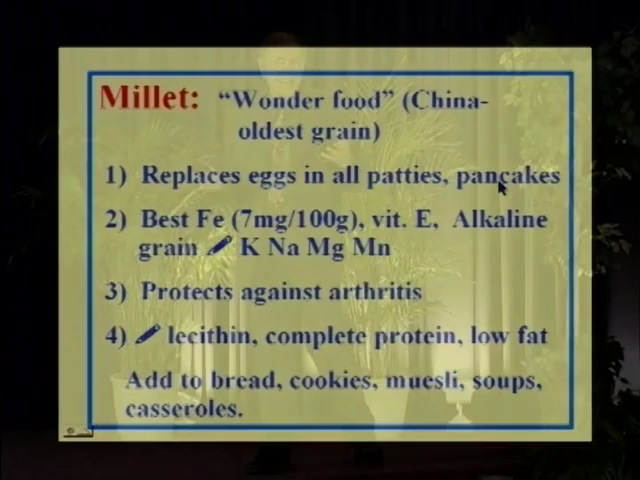 Millet: “Wonder food” (China-
oldest grain)
1) Replaces eggs in all patties, pancakes
2) Best Fe (7mg/100g), vit. E, Alkaline
grain K Na Mg Mn
3) Protects against arthritis
4) lecithin, complete protein, low fat
Add to bread, cookies, muesli, soups,
casseroles.